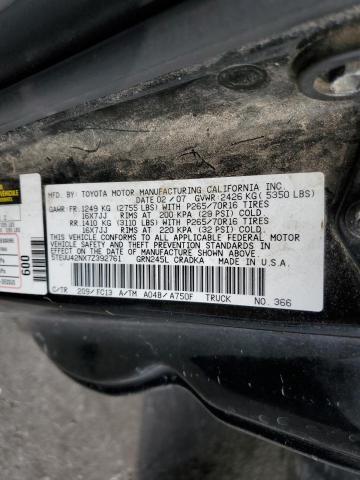 MFG. BY: TOYOTA MOTOR MANUFACTURING CALIFORNIA INC.
DATE 02/07 GVWR: 2426 KG (5350 LBS)
GAWR: FR: 1249 KG (2755 LBS) WITH P265/70R16 TIRES
16X7JJ RIMS AT 200 KPA (29 PSI) COLD
RR: 1410 KG (3110 LBS) WITH P265/70R16 TIRES
16X7JJ RIMS AT 220 KPA (32 PSI) COLD
THIS VEHICLE CONFORMS TO ALL APPLICABLE FEDERAL MOTOR
VEHICLE SAFETY AND THEFT PREVENTION STANDARDS IN
EFFECT ON THE DATE OF MANUFACTURE SHOWN ABOVE.
5TEUU42NX7Z392761 GRN245L CRADKA MADE IN U.S.A.
C/TR 209/FC13 A/TM A04B/A750F TRUCK NO. 366
600
VEHICLE